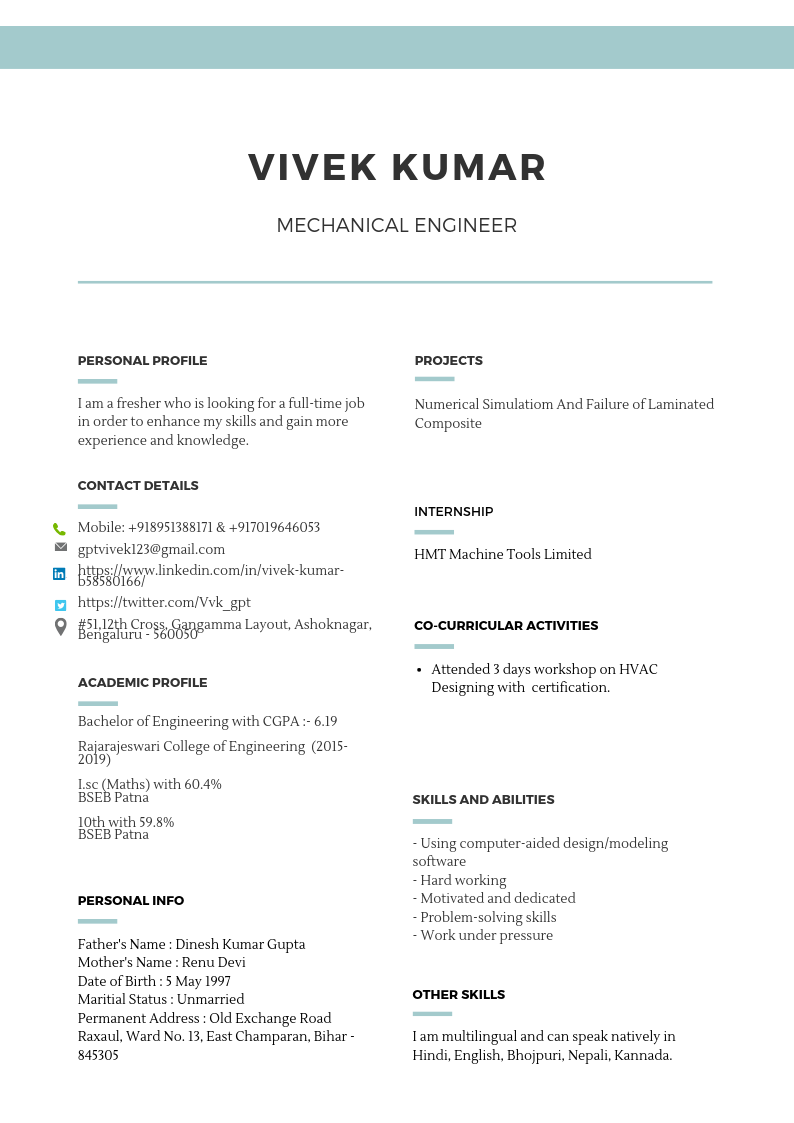 VIVEK KUMAR
MECHANICAL ENGINEER
PERSONAL PROFILE
I am a fresher who is looking for a full-time job
in order to enhance my skills and gain more
experience and knowledge.
CONTACT DETAILS
Mobile: +918951388171 & +917019646053
gptvivek123@gmail.com
https://www.linkedin.com/in/vivek-kumar-
b58580166/
https://twitter.com/Vvk_gpt
#51,12th Cross, Gangamma Layout, Ashoknagar,
Bengaluru - 560050
ACADEMIC PROFILE
Bachelor of Engineering with CGPA :- 6.19
Rajarajeswari College of Engineering  (2015-
2019)
I.sc (Maths) with 60.4%
BSEB Patna
10th with 59.8%
BSEB Patna
PERSONAL INFO
Father's Name : Dinesh Kumar Gupta
Mother's Name : Renu Devi
Date of Birth : 5 May 1997
Maritial Status : Unmarried
Permanent Address : Old Exchange Road
Raxaul, Ward No. 13, East Champaran, Bihar -
845305
PROJECTS
Numerical Simulatiom And Failure of Laminated
Composite
INTERNSHIP
HMT Machine Tools Limited
CO-CURRICULAR ACTIVITIES
• Attended 3 days workshop on HVAC
Designing with  certification.
SKILLS AND ABILITIES
- Using computer-aided design/modeling
software
- Hard working
- Motivated and dedicated
- Problem-solving skills
- Work under pressure
OTHER SKILLS
I am multilingual and can speak natively in
Hindi, English, Bhojpuri, Nepali, Kannada.